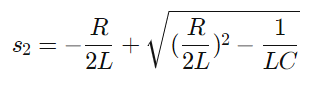 s₂ = −R/2L + √((R/2L)² − 1/LC)